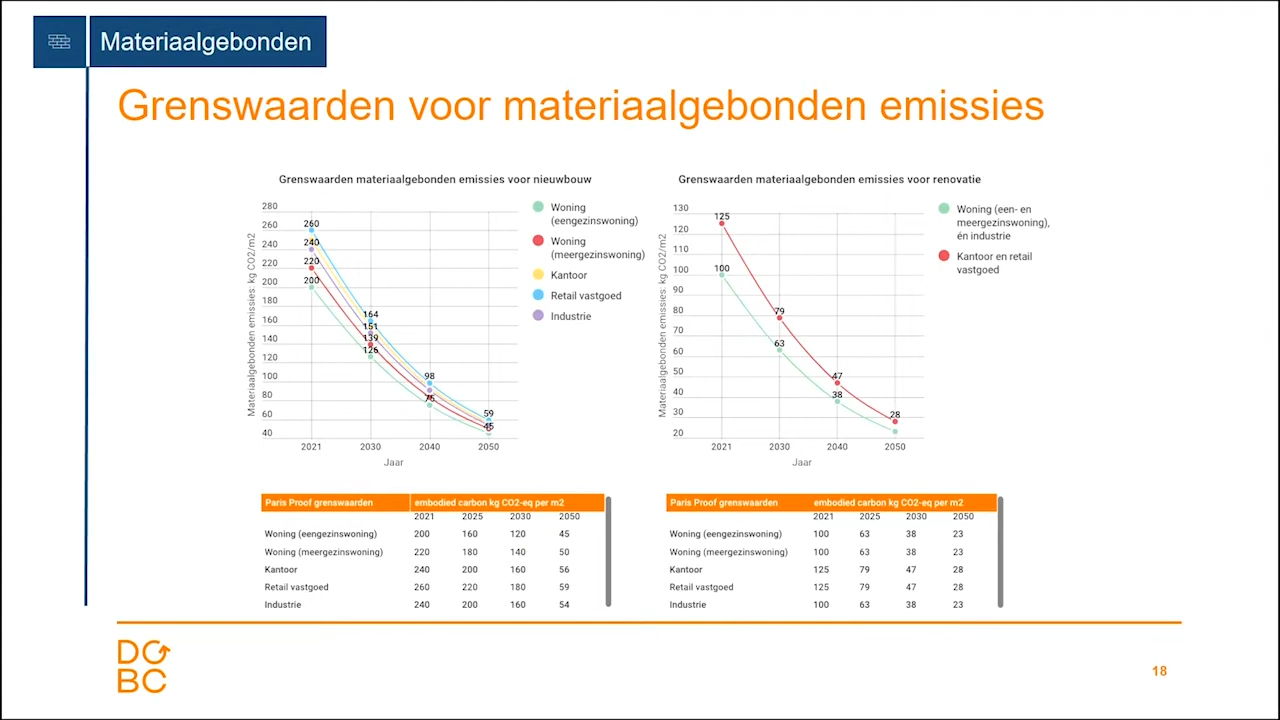 Materiaalgebonden
Grenswaarden voor materiaalgebonden emissies
Grenswaarden materiaalgebonden emissies voor nieuwbouw
Materiaalgebonden emissies: kg CO2/m2
280
260
240
220
200
180
160
140
120
100
80
60
40
260
240
220
200
164
151
139
126
98
75
59
45
2021 2030 2040 2050
Jaar
Woning
(eengezinswoning)
Woning
(meergezinswoning)
Kantoor
Retail vastgoed
Industrie
Grenswaarden materiaalgebonden emissies voor renovatie
Materiaalgebonden emissies: kg CO2/m2
130
120
110
100
90
80
70
60
50
40
30
20
125
100
79
63
47
38
28
2021 2030 2040 2050
Jaar
Woning (een- en
meergezinswoning),
én industrie
Kantoor en retail
vastgoed
Paris Proof grenswaarden embodied carbon kg CO2-eq per m2
2021 2025 2030 2050
Woning (eengezinswoning) 200 160 120 45
Woning (meergezinswoning) 220 180 140 50
Kantoor 240 200 160 56
Retail vastgoed 260 220 180 59
Industrie 240 200 160 54
Paris Proof grenswaarden embodied carbon kg CO2-eq per m2
2021 2025 2030 2050
Woning (eengezinswoning) 100 63 38 23
Woning (meergezinswoning) 100 63 38 23
Kantoor 125 79 47 28
Retail vastgoed 125 79 47 28
Industrie 100 63 38 23
DG
BC
18